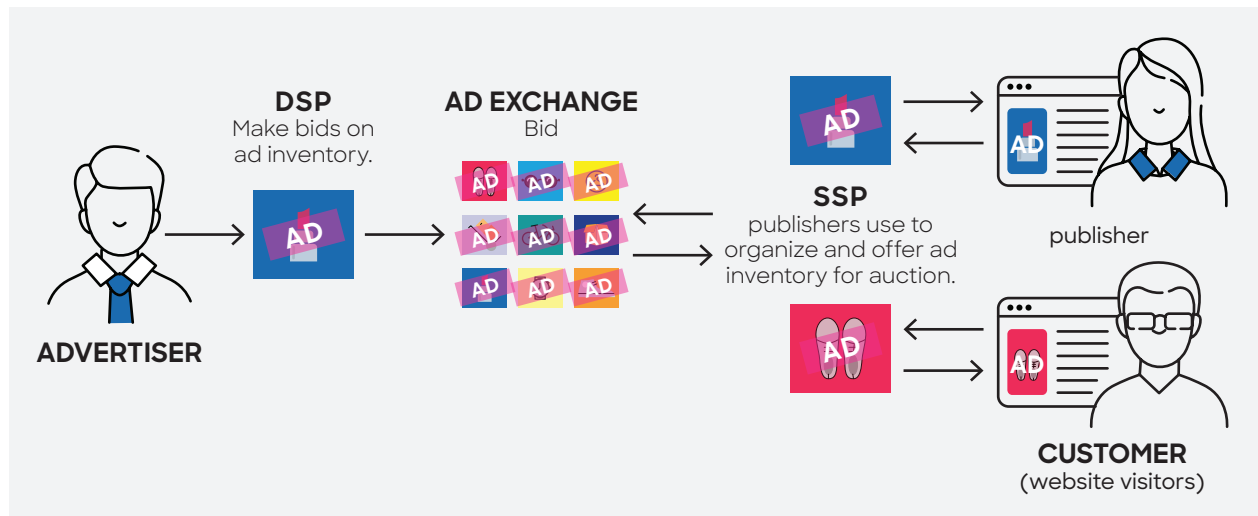 ADVERTISER
DSP
Make bids on
ad inventory.
AD
AD EXCHANGE
Bid
AD AD AD
AD AD AD
AD AD AD
AD
SSP
publishers use to
organize and offer ad
inventory for auction.
AD
AD
publisher
AD
CUSTOMER
(website visitors)